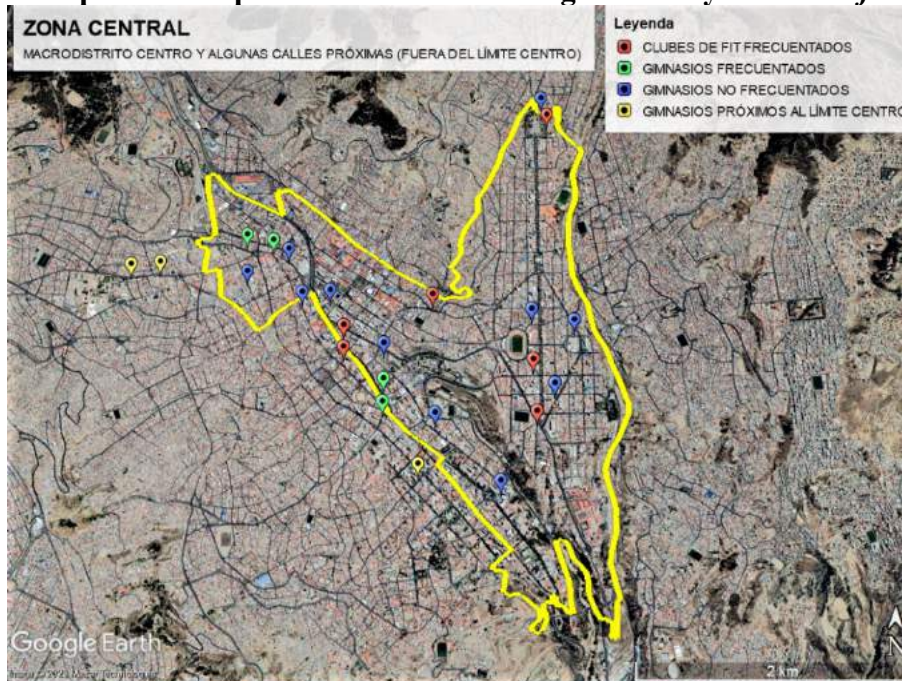 ZONA CENTRAL
MACRODISTRITO CENTRO Y ALGUNAS CALLES PRÓXIMAS (FUERA DEL LÍMITE CENTRO)
Leyenda
CLUBES DE FIT FRECUENTADOS
GIMNASIOS FRECUENTADOS
GIMNASIOS NO FRECUENTADOS
GIMNASIOS PRÓXIMOS AL LÍMITE CENTRO
Google Earth
N
2 km